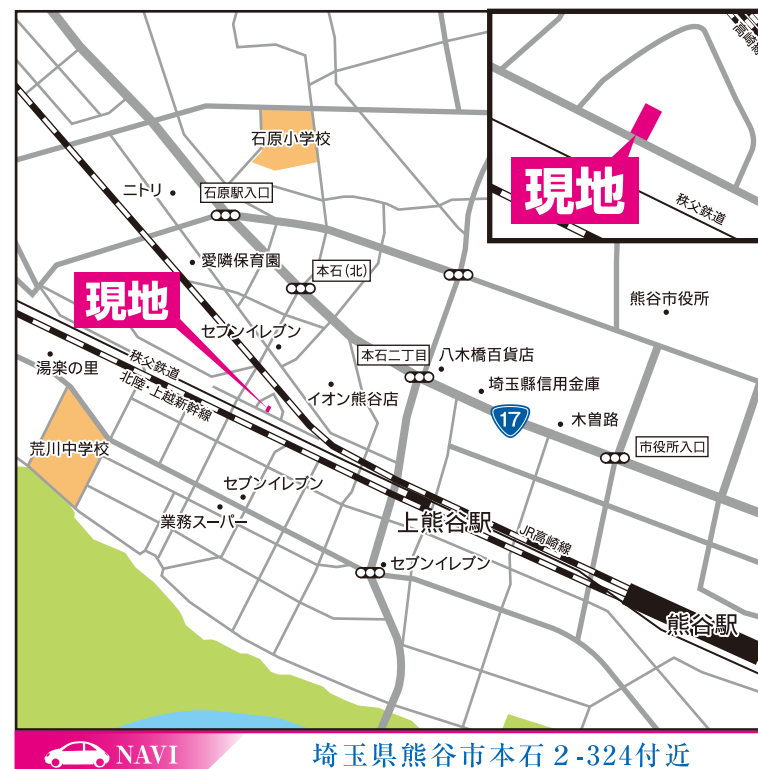 高崎線
現地
秩父鉄道
石原小学校
ニトリ
石原駅入口
愛隣保育園
本石(北)
現地
熊谷市役所
セブンイレブン
本石二丁目
八木橋百貨店
湯楽の里
秩父鉄道
北陸・上越新幹線
イオン熊谷店
埼玉縣信用金庫
17
木曽路
荒川中学校
市役所入口
セブンイレブン
業務スーパー
上熊谷駅
JR高崎線
セブンイレブン
熊谷駅
NAVI
埼玉県熊谷市本石2-324付近